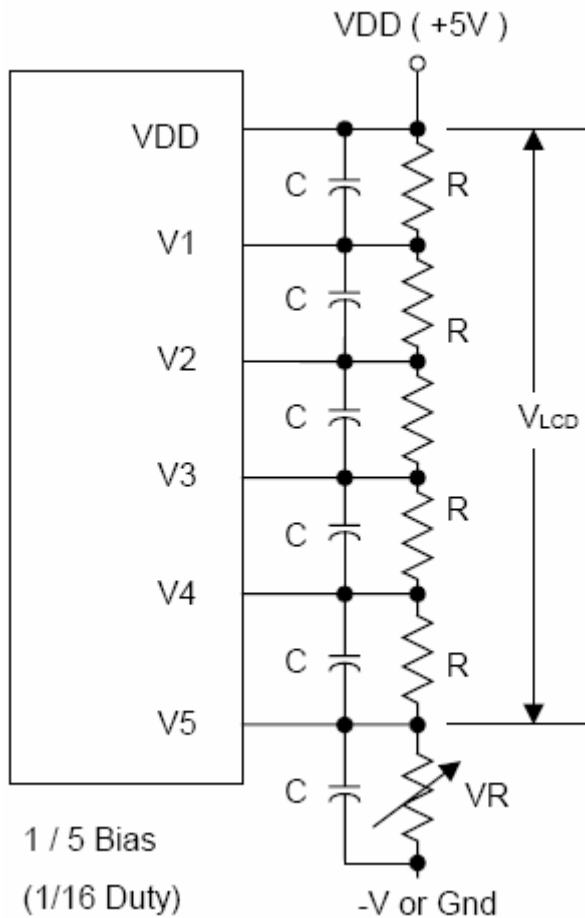 VDD ( +5V )
VDD
C
R
V1
C
R
V2
C
VLCD
V3
C
R
V4
C
R
V5
C
VR
1 / 5 Bias
(1/16 Duty)
-V or Gnd